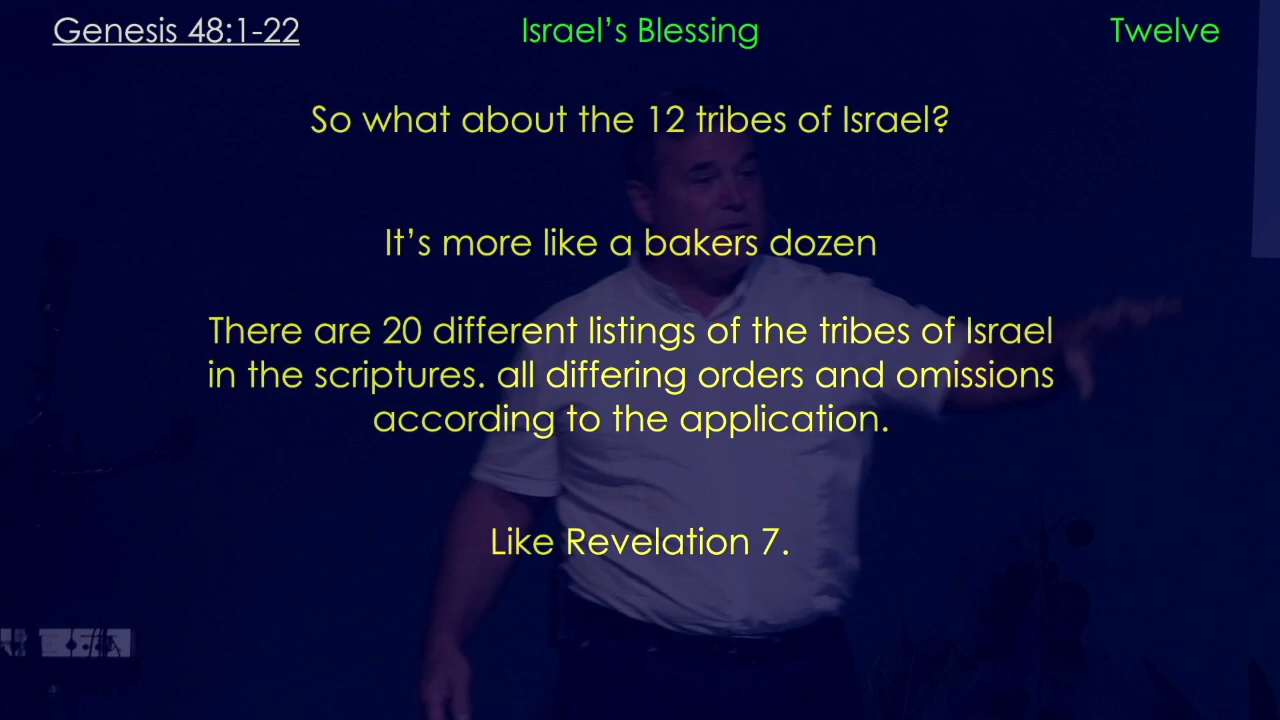 Genesis 48:1-22
Israel’s Blessing
Twelve
So what about the 12 tribes of Israel?
It’s more like a bakers dozen
There are 20 different listings of the tribes of Israel
in the scriptures. all differing orders and omissions
according to the application.
Like Revelation 7.